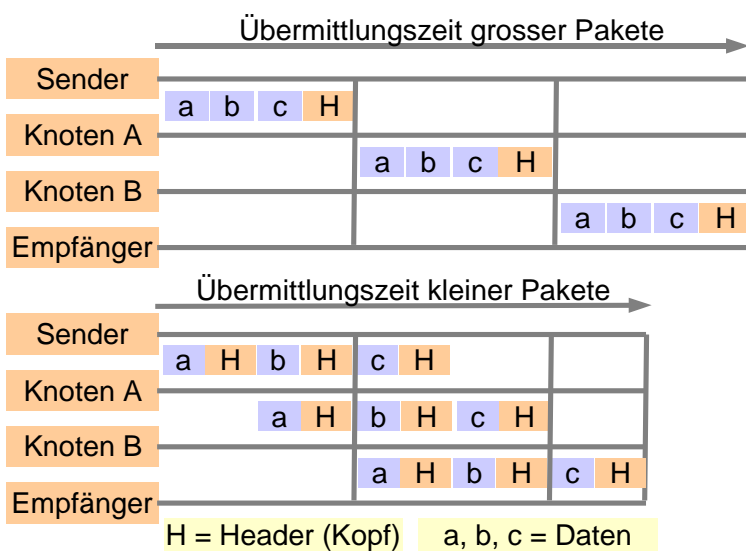 Übermittlungszeit grosser Pakete
Sender
a b c H
Knoten A
a b c H
Knoten B
a b c H
Empfänger
Übermittlungszeit kleiner Pakete
Sender
a H b H c H
Knoten A
a H b H c H
Knoten B
a H b H c H
Empfänger
H = Header (Kopf) a, b, c = Daten